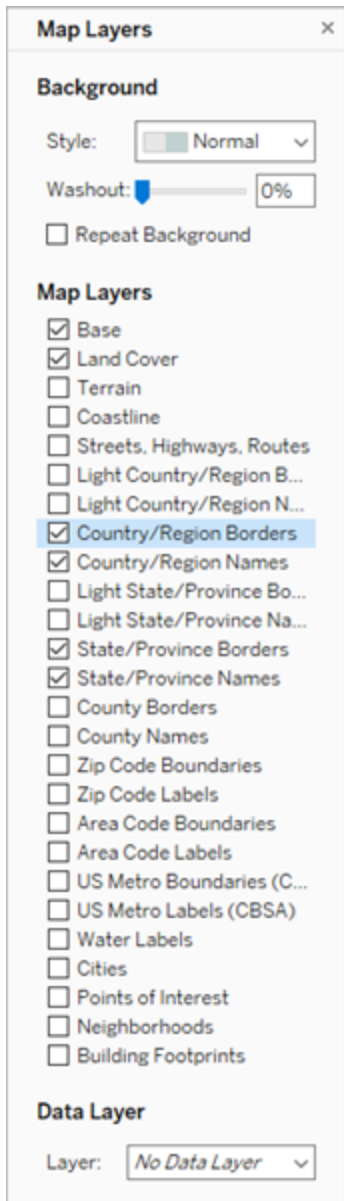 Map Layers
Background
Style: Normal
Washout: 0%
Repeat Background
Map Layers
Base
Land Cover
Terrain
Coastline
Streets, Highways, Routes
Light Country/Region B...
Light Country/Region N...
Country/Region Borders
Country/Region Names
Light State/Province Bo...
Light State/Province Na...
State/Province Borders
State/Province Names
County Borders
County Names
Zip Code Boundaries
Zip Code Labels
Area Code Boundaries
Area Code Labels
US Metro Boundaries (C...
US Metro Labels (CBSA)
Water Labels
Cities
Points of Interest
Neighborhoods
Building Footprints
Data Layer
Layer: No Data Layer